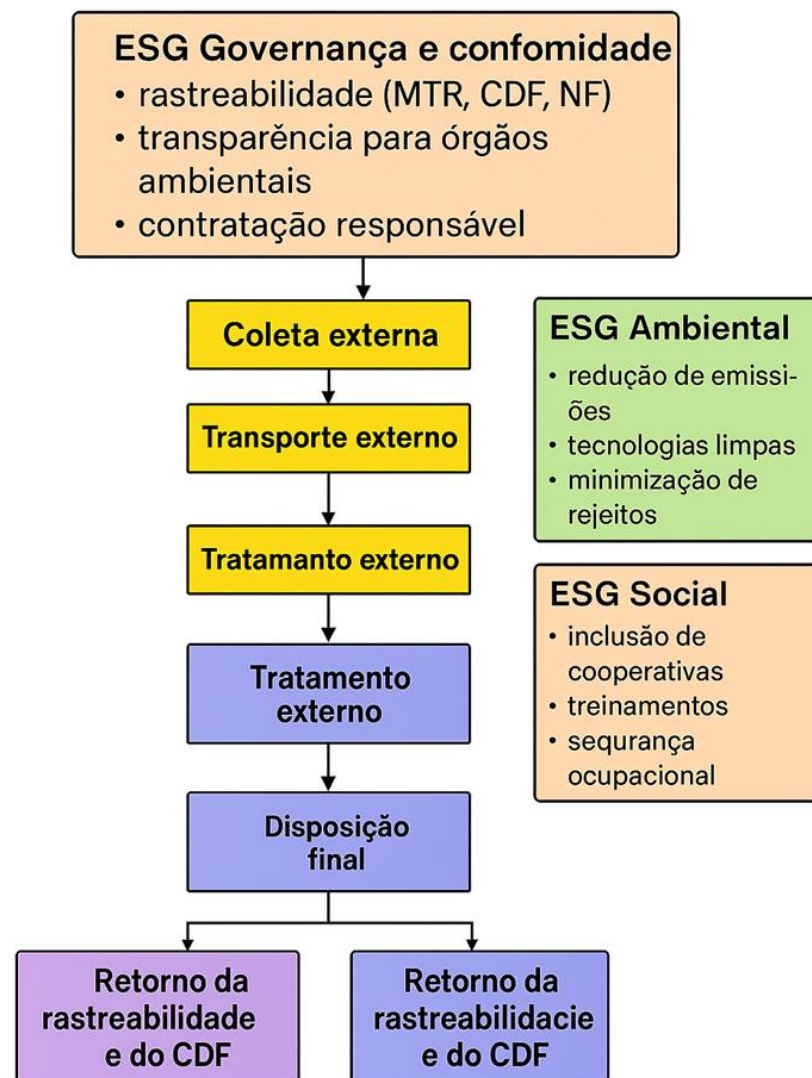 ESG Governança e confomidade
• rastreabilidade (MTR, CDF, NF)
• transparência para órgãos
ambientais
• contratação responsável
Coleta externa
Transporte externo
Tratamanto externo
Tratamento
externo
Disposição
final
Retorno da
rastreabilidade
e do CDF
Retorno da
rastreabilidacie
e do CDF
ESG Ambiental
• redução de emissi-
ões
• tecnologias limpas
• minimização de
rejeitos
ESG Social
• inclusão de
cooperativas
• treinamentos
• sequrança
ocupacional